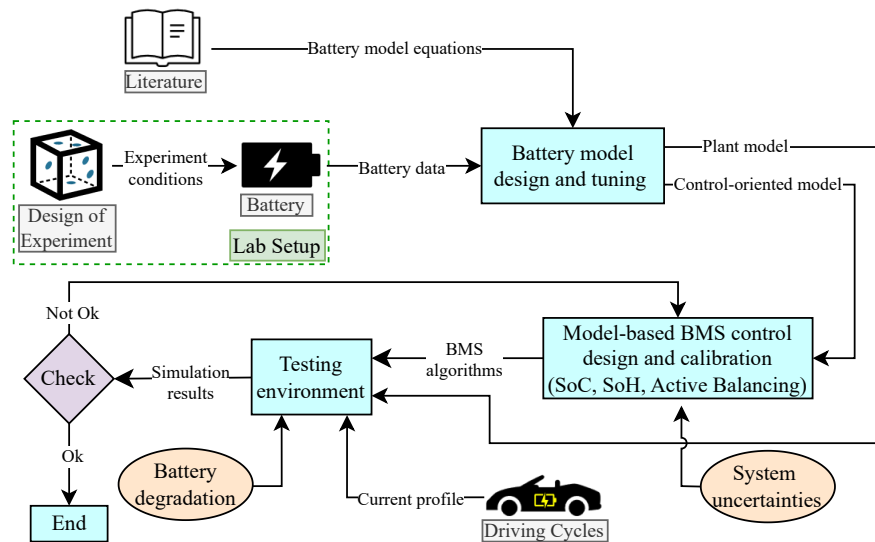 Battery model equations
Literature
Experiment
conditions
Battery data
Battery model
design and tuning
Plant model
Control-oriented model
Design of
Experiment
Battery
Lab Setup
Not Ok
Check
Simulation
results
Testing
environment
BMS
algorithms
Model-based BMS control
design and calibration
(SoC, SoH, Active Balancing)
Ok
End
Battery
degradation
Current profile
Driving Cycles
System
uncertainties